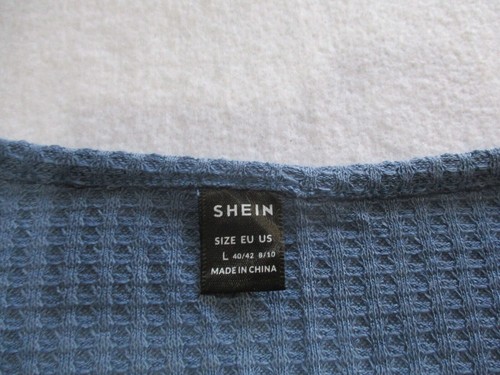 SHEIN
SIZE EU US
L 40/42 8/10
MADE IN CHINA